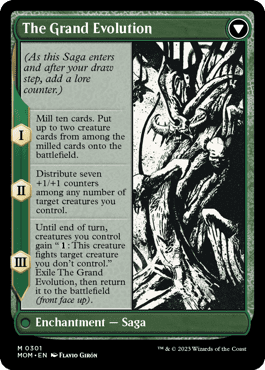 The Grand Evolution
(As this Saga enters
and after your draw
step, add a lore
counter.)
I
Mill ten cards. Put
up to two creature
cards from among the
milled cards onto the
battlefield.
II
Distribute seven
+1/+1 counters
among any number of
target creatures you
control.
III
Until end of turn,
creatures you control
gain “1: This creature
fights target creature
you don't control.”
Exile The Grand
Evolution, then return
it to the battlefield
(front face up).
Enchantment — Saga
M 0301
MOM • EN Flavio Girón
™ & © 2023 Wizards of the Coast